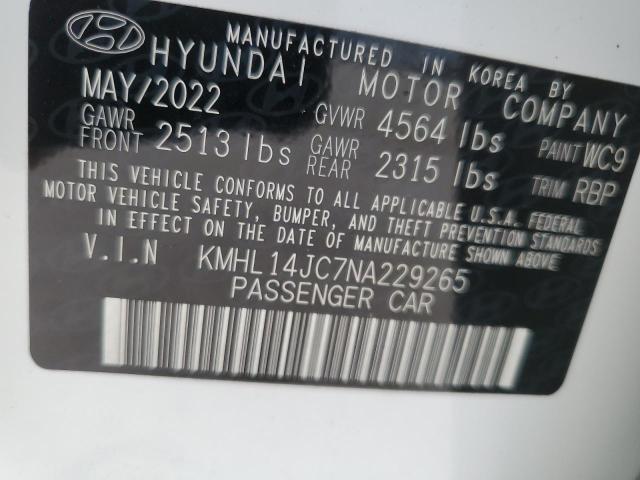 MANUFACTURED IN KOREA BY
HYUNDAI MOTOR COMPANY
MAY/2022 GVWR 4564 lbs PAINT WC9
GAWR FRONT 2513 lbs GAWR REAR 2315 lbs TRIM RBP
THIS VEHICLE CONFORMS TO ALL APPLICABLE U.S.A. FEDERAL
MOTOR VEHICLE SAFETY, BUMPER, AND THEFT PREVENTION STANDARDS
IN EFFECT ON THE DATE OF MANUFACTURE SHOWN ABOVE
V.I.N KMHL14JC7NA229265
PASSENGER CAR